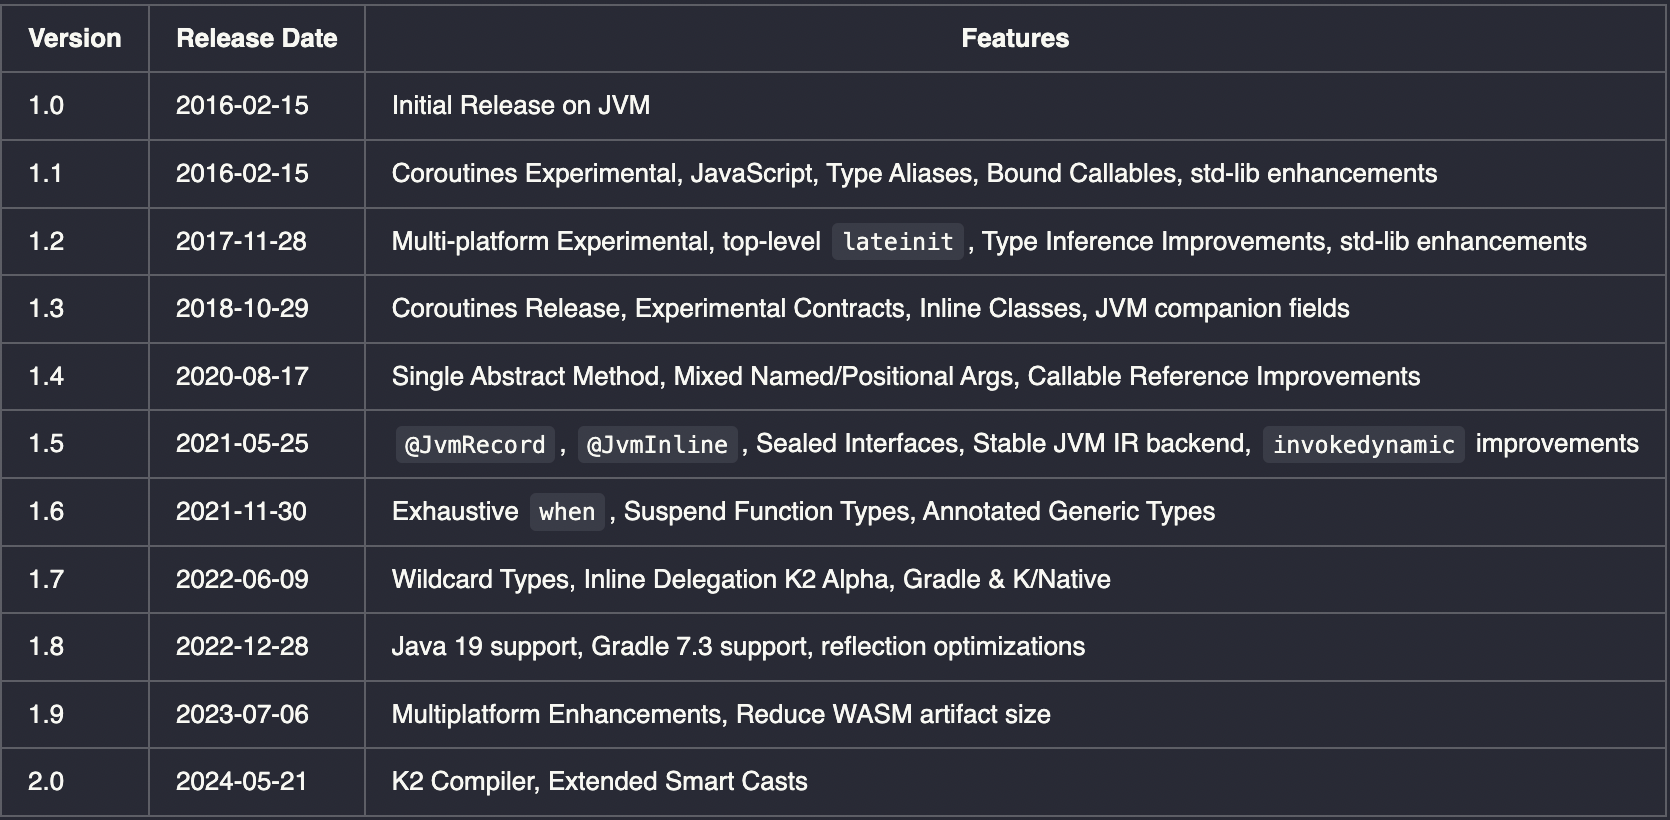 Version Release Date Features
1.0 2016-02-15 Initial Release on JVM
1.1 2016-02-15 Coroutines Experimental, JavaScript, Type Aliases, Bound Callables, std-lib enhancements
1.2 2017-11-28 Multi-platform Experimental, top-level lateinit , Type Inference Improvements, std-lib enhancements
1.3 2018-10-29 Coroutines Release, Experimental Contracts, Inline Classes, JVM companion fields
1.4 2020-08-17 Single Abstract Method, Mixed Named/Positional Args, Callable Reference Improvements
1.5 2021-05-25 @JvmRecord , @JvmInline , Sealed Interfaces, Stable JVM IR backend, invokedynamic improvements
1.6 2021-11-30 Exhaustive when , Suspend Function Types, Annotated Generic Types
1.7 2022-06-09 Wildcard Types, Inline Delegation K2 Alpha, Gradle & K/Native
1.8 2022-12-28 Java 19 support, Gradle 7.3 support, reflection optimizations
1.9 2023-07-06 Multiplatform Enhancements, Reduce WASM artifact size
2.0 2024-05-21 K2 Compiler, Extended Smart Casts